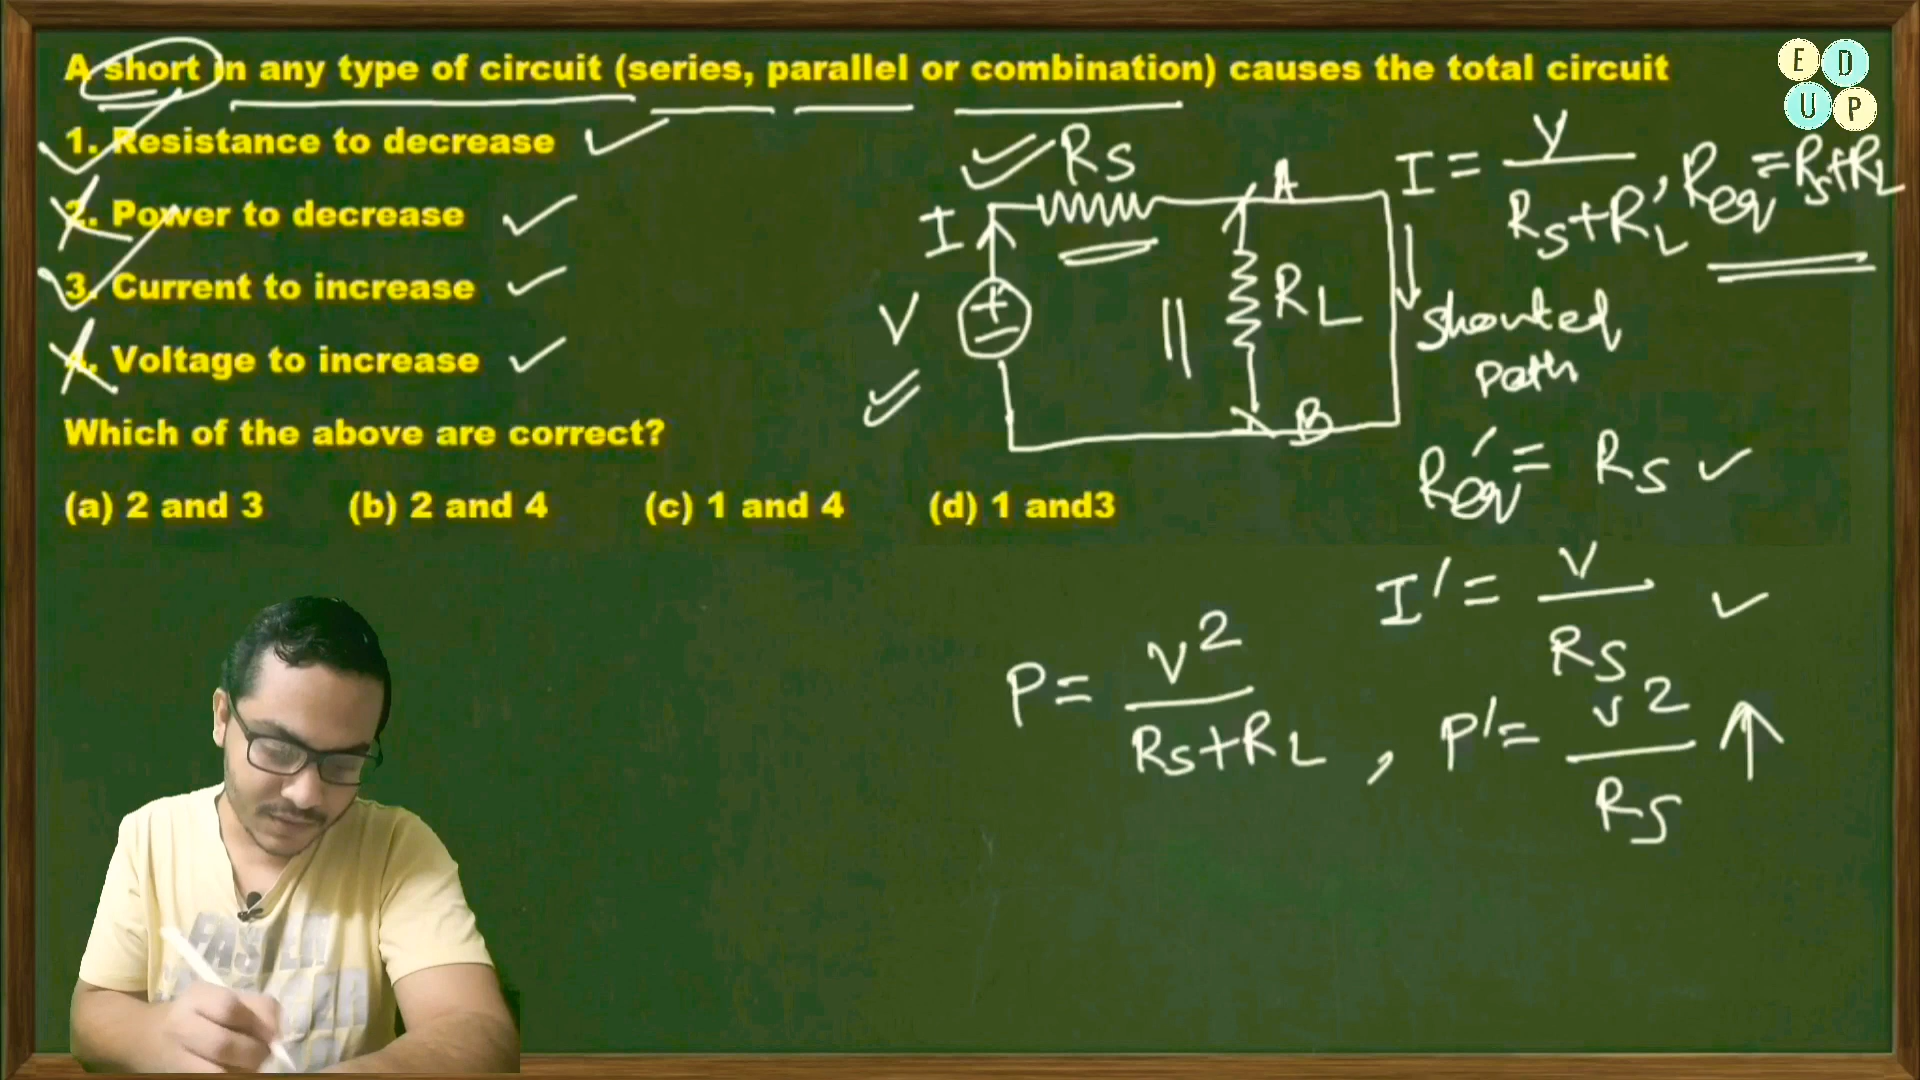 A short in any type of circuit (series, parallel or combination) causes the total circuit
1. Resistance to decrease
2. Power to decrease
3. Current to increase
4. Voltage to increase
Which of the above are correct?
(a) 2 and 3 (b) 2 and 4 (c) 1 and 4 (d) 1 and3
E D
U P
Rs
A
I
V
+
-
RL
B
I = V / Rs+RL , Req = Rs+RL
Shorted
Path
Req' = Rs
I' = V / Rs
P = V² / Rs+RL , P' = V² / Rs ↑
FASTER